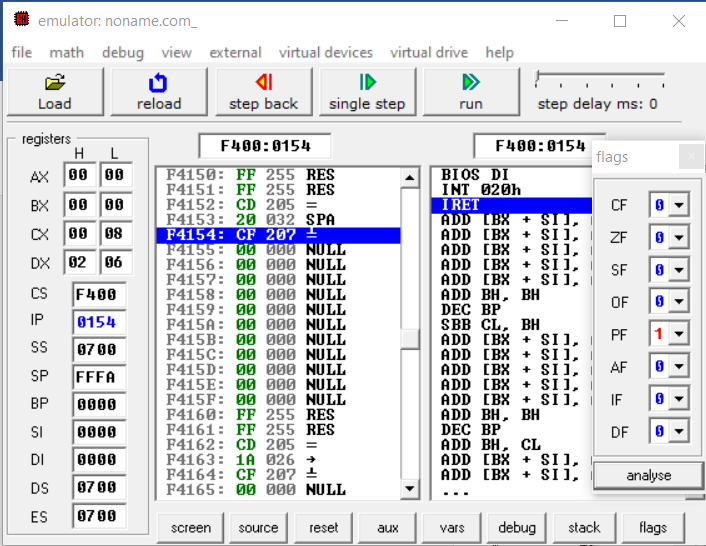 emulator: noname.com_
file math debug view external virtual devices virtual drive help
Load reload step back single step run step delay ms: 0
registers
H L
AX 00 00
BX 00 00
CX 00 08
DX 02 06
CS F400
IP 0154
SS 0700
SP FFFA
BP 0000
SI 0000
DI 0000
DS 0700
ES 0700
F400:0154
F4150: FF 255 RES
F4151: FF 255 RES
F4152: CD 205 =
F4153: 20 032 SPA
F4154: CF 207 ╧
F4155: 00 000 NULL
F4156: 00 000 NULL
F4157: 00 000 NULL
F4158: 00 000 NULL
F4159: 00 000 NULL
F415A: 00 000 NULL
F415B: 00 000 NULL
F415C: 00 000 NULL
F415D: 00 000 NULL
F415E: 00 000 NULL
F415F: 00 000 NULL
F4160: FF 255 RES
F4161: FF 255 RES
F4162: CD 205 =
F4163: 1A 026 →
F4164: CF 207 ╧
F4165: 00 000 NULL
F400:0154
BIOS DI
INT 020h
IRET
ADD [BX + SI],
ADD [BX + SI],
ADD [BX + SI],
ADD [BX + SI],
ADD [BX + SI],
ADD BH, BH
DEC BP
SBB CL, BH
ADD [BX + SI],
ADD [BX + SI],
ADD [BX + SI],
ADD [BX + SI],
ADD [BX + SI],
ADD BH, BH
DEC BP
ADD BH, CL
ADD [BX + SI],
ADD [BX + SI],
...
flags
CF 0
ZF 0
SF 0
OF 0
PF 1
AF 0
IF 0
DF 0
analyse
screen source reset aux vars debug stack flags